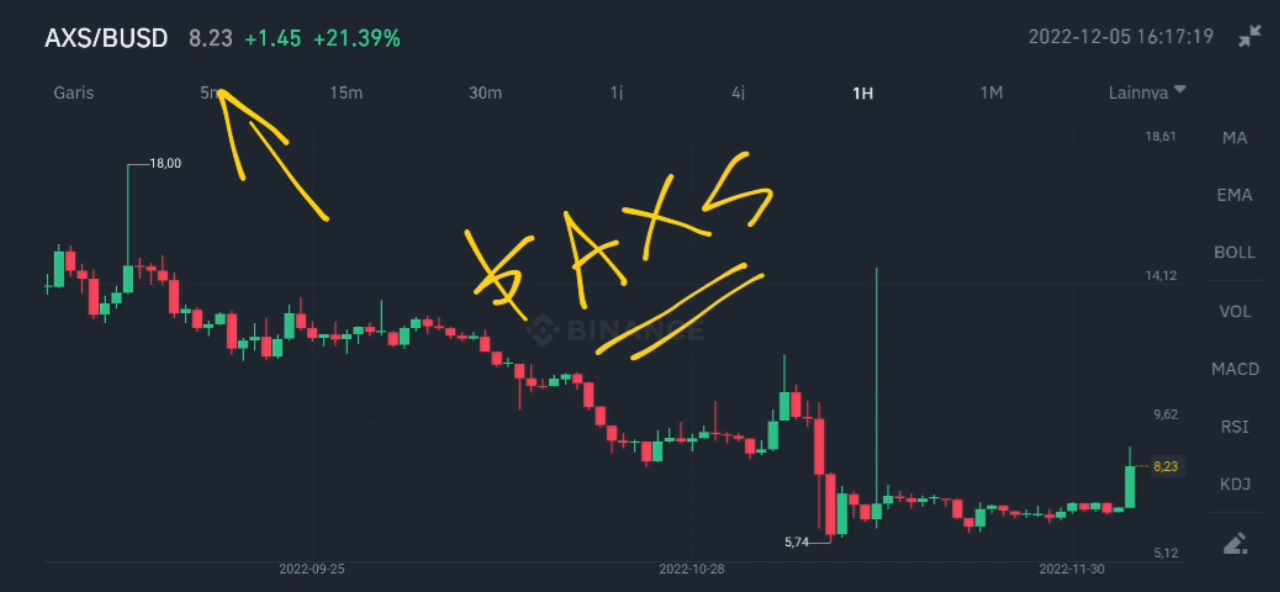 AXS/BUSD 8.23 +1.45 +21.39% 2022-12-05 16:17:19
Garis 5m 15m 30m 1j 4j 1H 1M Lainnya
18,61
MA
18,00
EMA
$AXS
BOLL
14,12
VOL
BINANCE
MACD
9,62
RSI
8,23
KDJ
5,74
5,12
2022-09-25 2022-10-28 2022-11-30